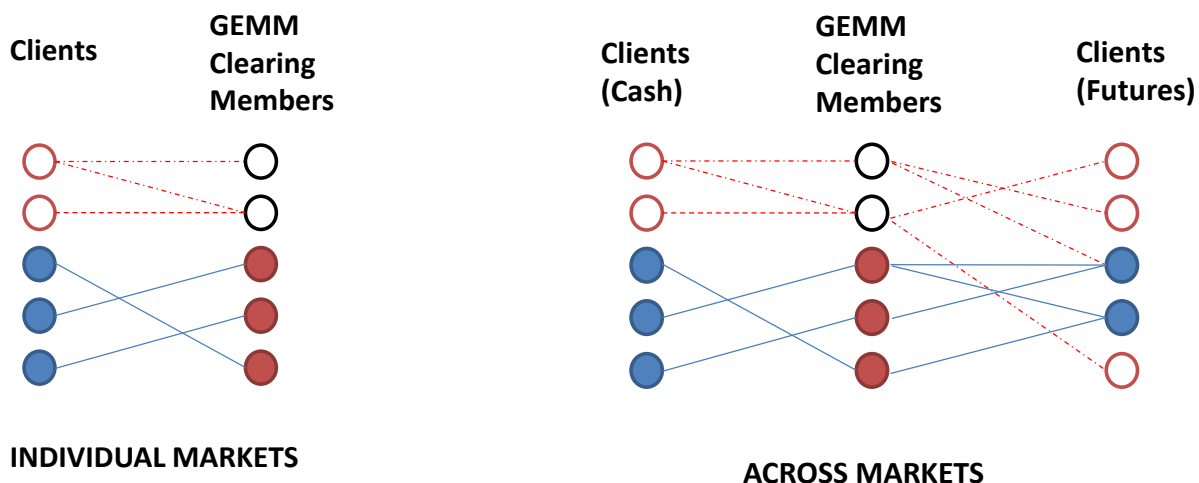 Clients
GEMM
Clearing
Members
Clients
(Cash)
GEMM
Clearing
Members
Clients
(Futures)
INDIVIDUAL MARKETS
ACROSS MARKETS